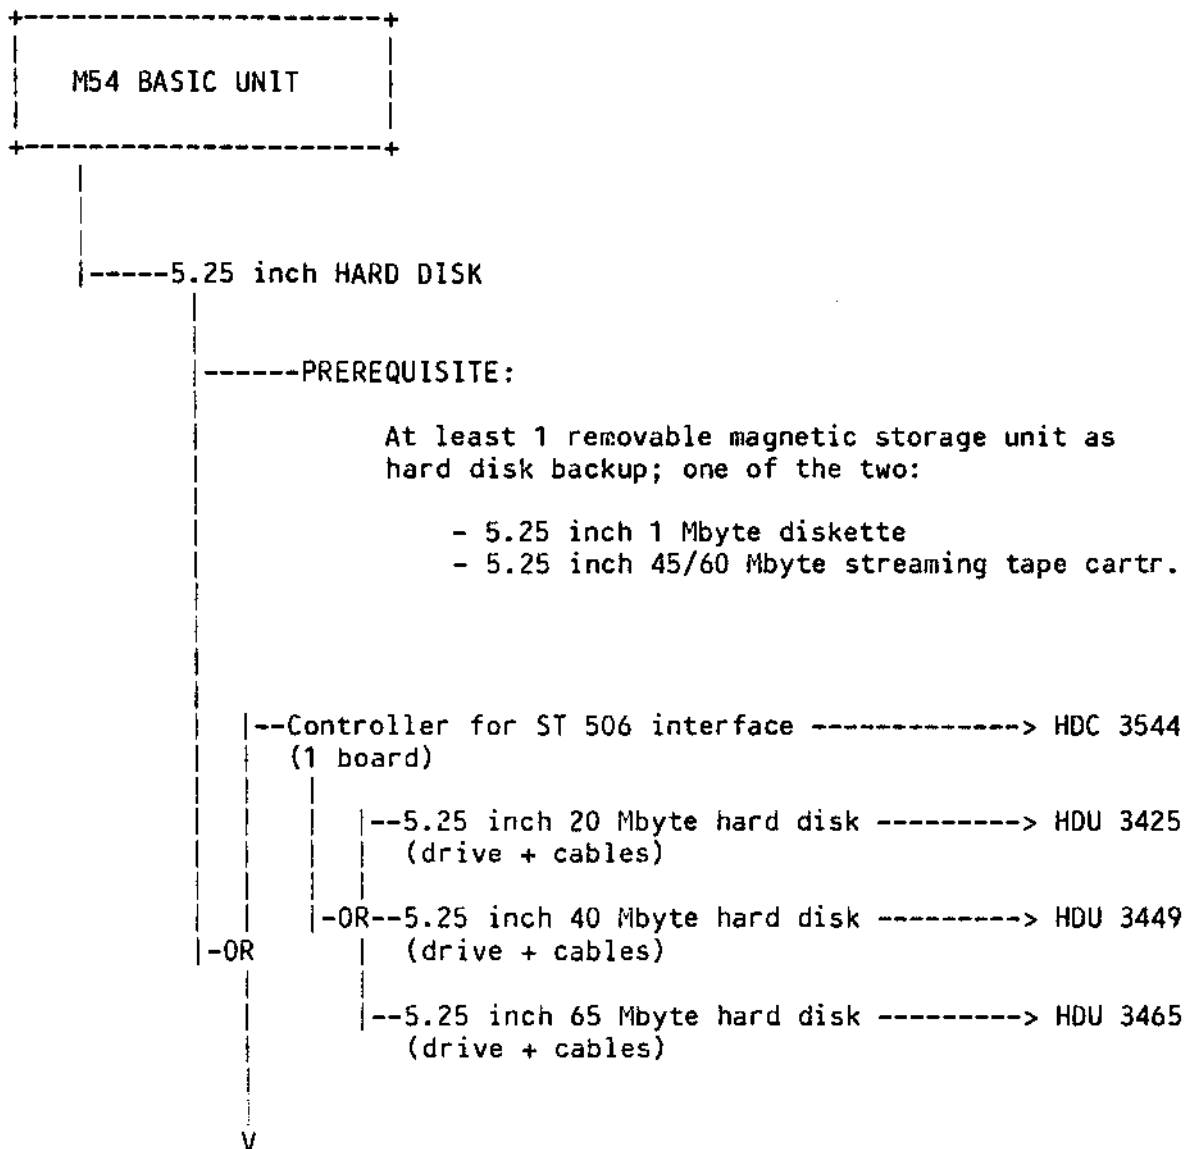 M54 BASIC UNIT
5.25 inch HARD DISK
PREREQUISITE:
At least 1 removable magnetic storage unit as
hard disk backup; one of the two:
- 5.25 inch 1 Mbyte diskette
- 5.25 inch 45/60 Mbyte streaming tape cartr.
Controller for ST 506 interface -------------> HDC 3544
(1 board)
5.25 inch 20 Mbyte hard disk ---------> HDU 3425
(drive + cables)
OR--5.25 inch 40 Mbyte hard disk ---------> HDU 3449
OR (drive + cables)
5.25 inch 65 Mbyte hard disk ---------> HDU 3465
(drive + cables)
V